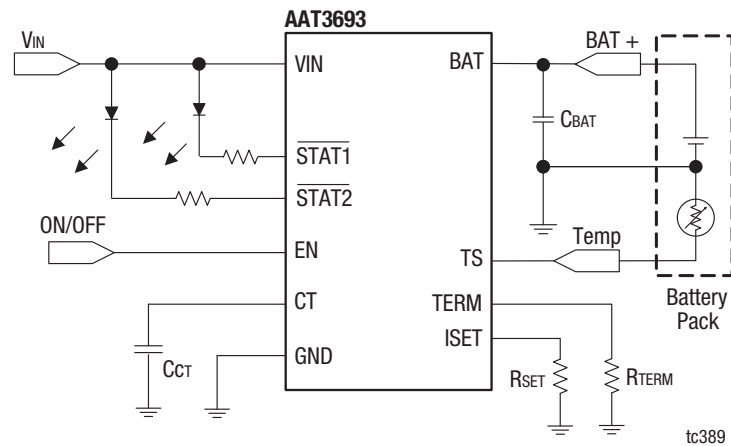 AAT3693
VIN
VIN
BAT
BAT +
CBAT
STAT1
STAT2
ON/OFF
EN
Temp
TS
CT
TERM
Battery
Pack
ISET
CCT
GND
RSET
RTERM
tc389